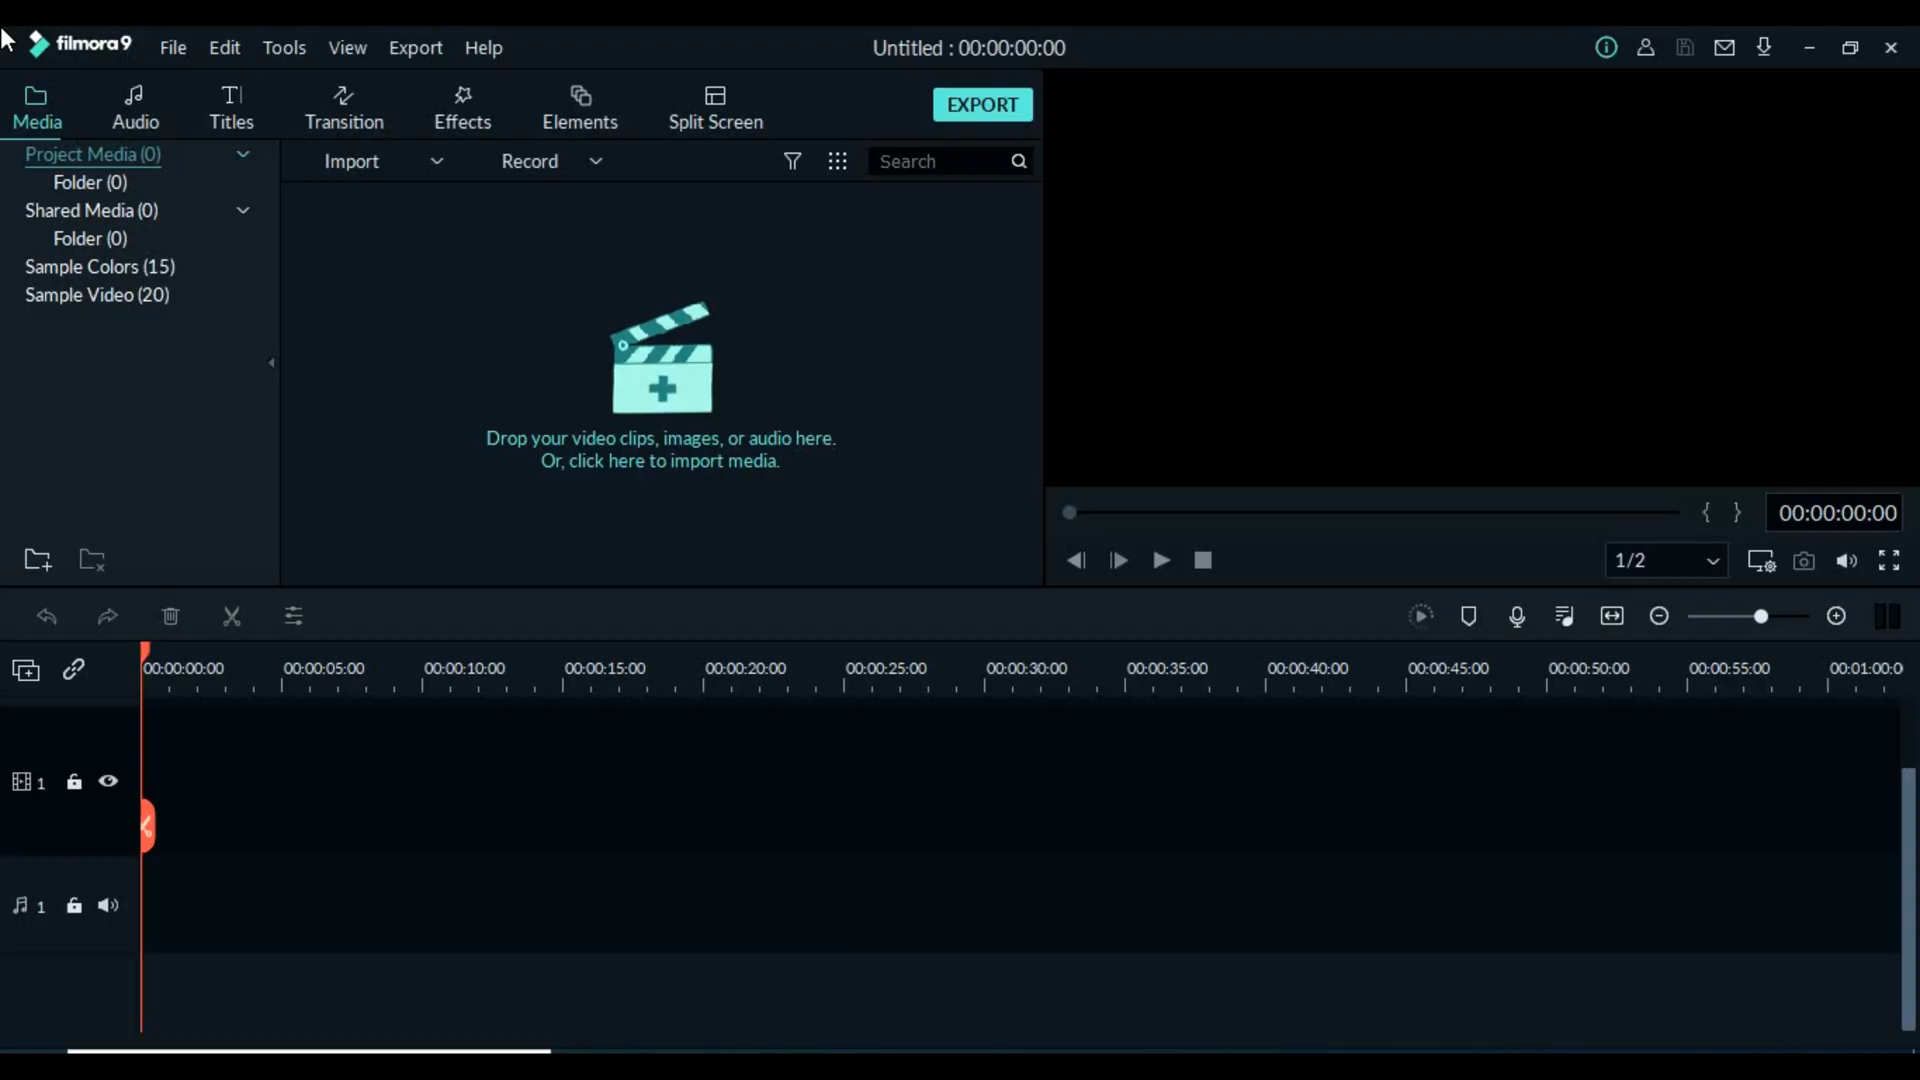 filmora9 File Edit Tools View Export Help Untitled : 00:00:00:00
Media Audio Titles Transition Effects Elements Split Screen EXPORT
Project Media (0)
Folder (0)
Shared Media (0)
Folder (0)
Sample Colors (15)
Sample Video (20)
Import Record Search
Drop your video clips, images, or audio here.
Or, click here to import media.
{ } 00:00:00:00
1/2
00:00:00:00 00:00:05:00 00:00:10:00 00:00:15:00 00:00:20:00 00:00:25:00 00:00:30:00 00:00:35:00 00:00:40:00 00:00:45:00 00:00:50:00 00:00:55:00 00:01:00:0
1
1